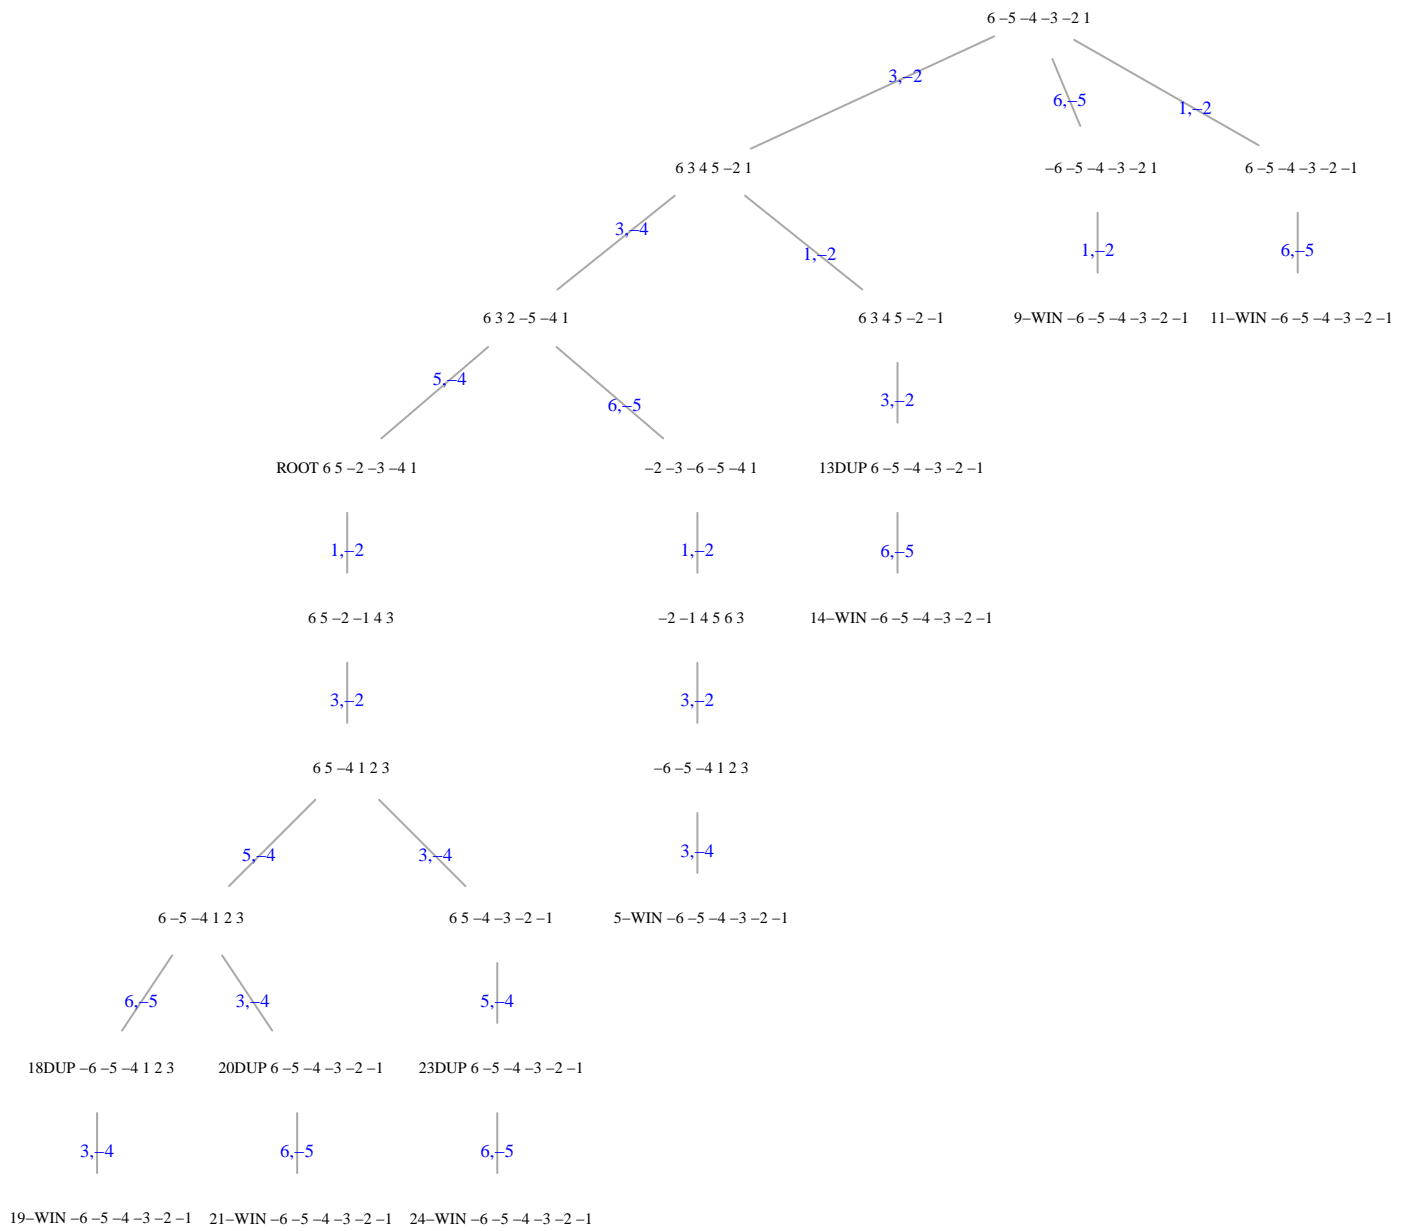 6 –5 –4 –3 –2 1
3,–2
6,–5
1,–2
6 3 4 5 –2 1
–6 –5 –4 –3 –2 1
6 –5 –4 –3 –2 –1
3,–4
1,–2
1,–2
6,–5
6 3 2 –5 –4 1
6 3 4 5 –2 –1
9–WIN –6 –5 –4 –3 –2 –1
11–WIN –6 –5 –4 –3 –2 –1
5,–4
6,–5
3,–2
ROOT 6 5 –2 –3 –4 1
–2 –3 –6 –5 –4 1
13DUP 6 –5 –4 –3 –2 –1
1,–2
1,–2
6,–5
6 5 –2 –1 4 3
–2 –1 4 5 6 3
14–WIN –6 –5 –4 –3 –2 –1
3,–2
3,–2
6 5 –4 1 2 3
–6 –5 –4 1 2 3
5,–4
3,–4
3,–4
6 –5 –4 1 2 3
6 5 –4 –3 –2 –1
5–WIN –6 –5 –4 –3 –2 –1
6,–5
3,–4
5,–4
18DUP –6 –5 –4 1 2 3
20DUP 6 –5 –4 –3 –2 –1
23DUP 6 –5 –4 –3 –2 –1
3,–4
6,–5
6,–5
19–WIN –6 –5 –4 –3 –2 –1
21–WIN –6 –5 –4 –3 –2 –1
24–WIN –6 –5 –4 –3 –2 –1